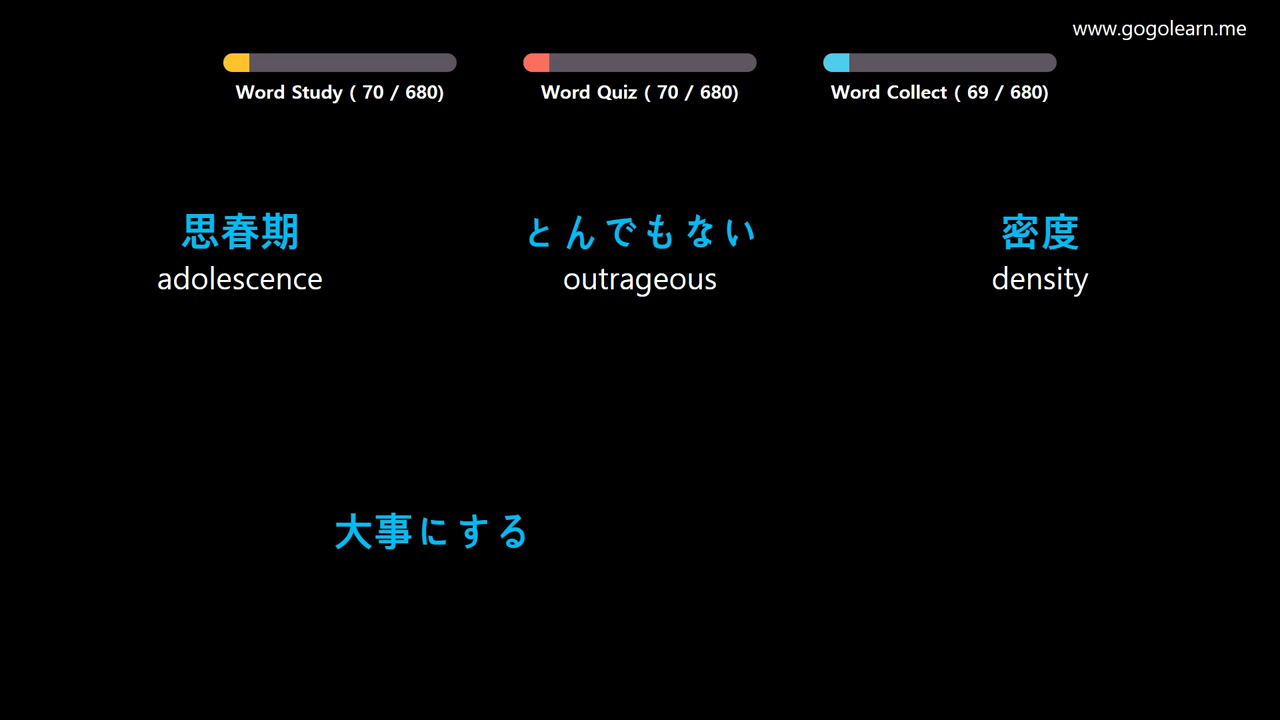 www.gogolearn.me
Word Study ( 70 / 680)
Word Quiz ( 70 / 680)
Word Collect ( 69 / 680)
思春期
adolescence
とんでもない
outrageous
密度
density
大事にする